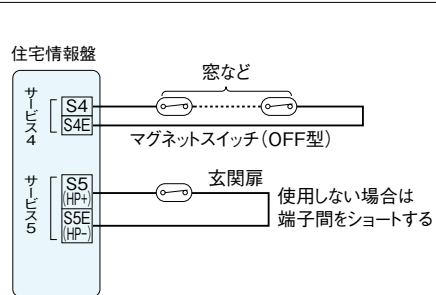 住宅情報盤
窓など
サービス4
S4
S4E
マグネットスイッチ（OFF型）
サービス5
S5
(HP+)
S5E
(HP-)
玄関扉
使用しない場合は
端子間をショートする